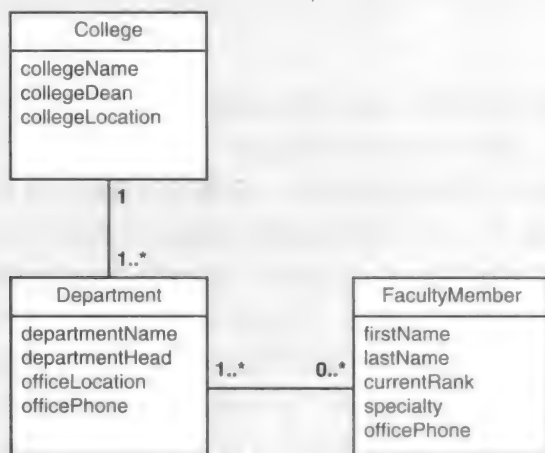 College
collegeName
collegeDean
collegeLocation
1
1..*
Department
departmentName
departmentHead
officeLocation
officePhone
1..*
0..*
FacultyMember
firstName
lastName
currentRank
specialty
officePhone